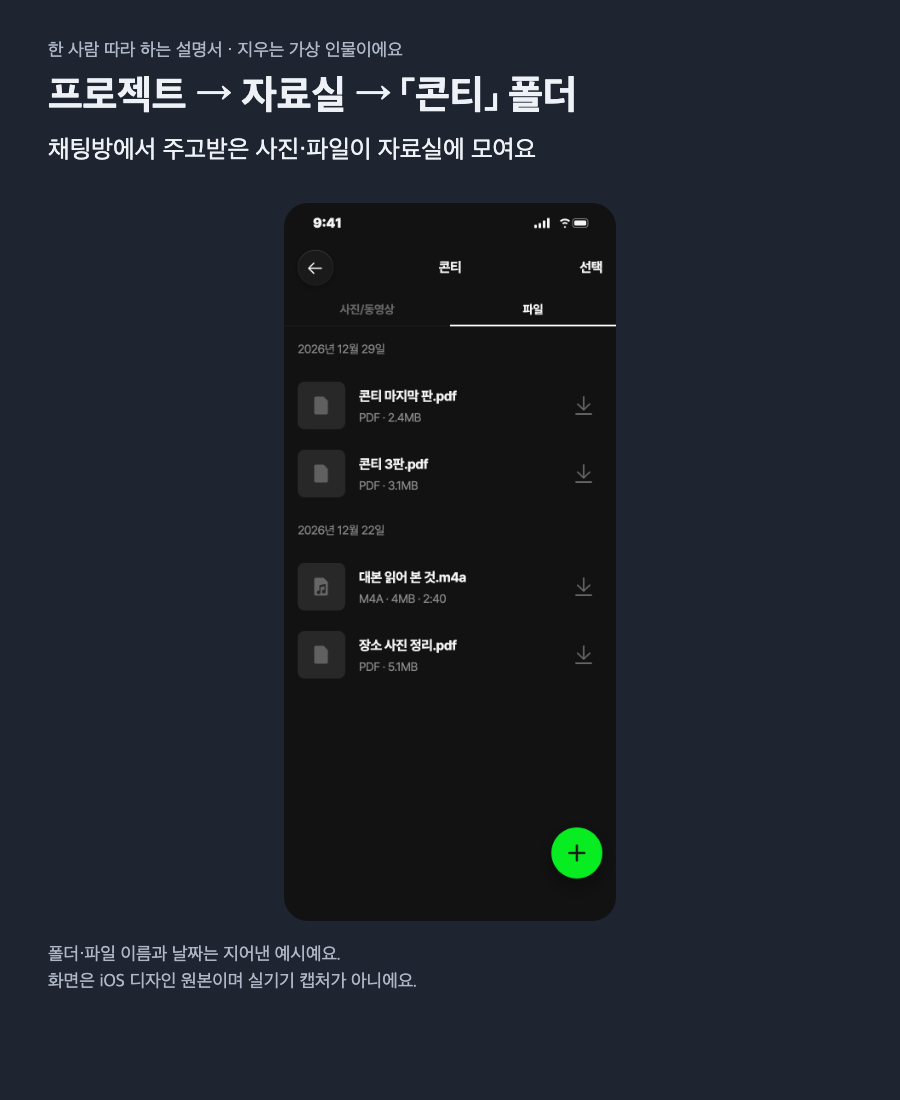 한 사람 따라 하는 설명서 · 지우는 가상 인물이에요
프로젝트 → 자료실 → 「콘티」 폴더
채팅방에서 주고받은 사진·파일이 자료실에 모여요
9:41
콘티
선택
사진/동영상
파일
2026년 12월 29일
콘티 마지막 판.pdf
PDF · 2.4MB
콘티 3판.pdf
PDF · 3.1MB
2026년 12월 22일
대본 읽어 본 것.m4a
M4A · 4MB · 2:40
장소 사진 정리.pdf
PDF · 5.1MB
폴더·파일 이름과 날짜는 지어낸 예시예요.
화면은 iOS 디자인 원본이며 실기기 캡처가 아니에요.